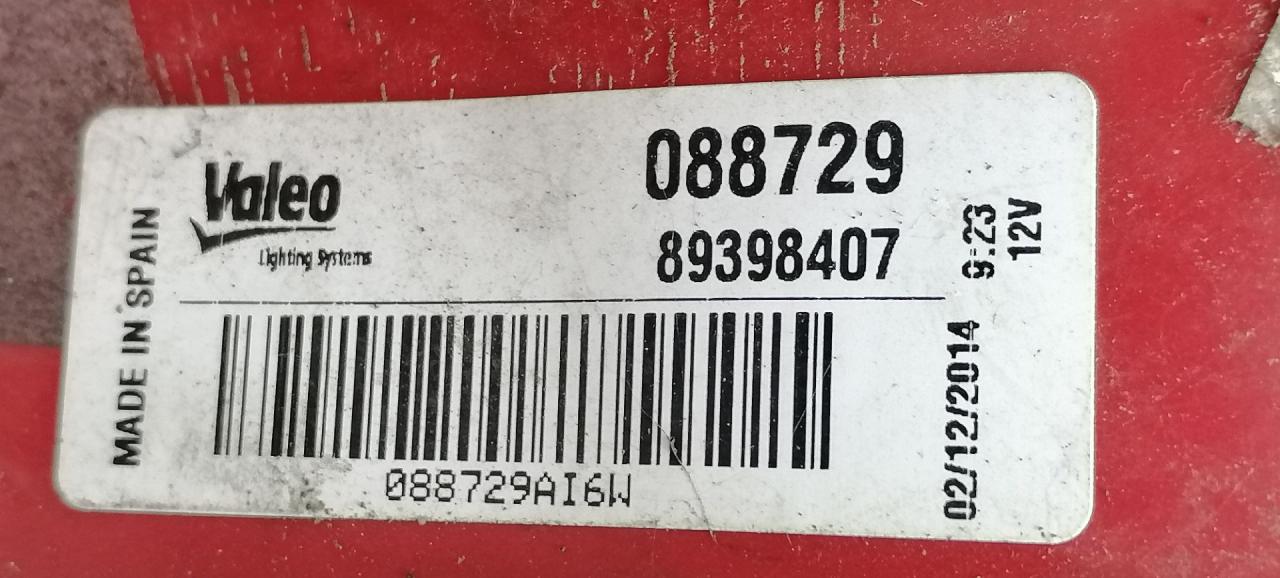 Valeo
Lighting Systems
088729
89398407
MADE IN SPAIN
088729AI6W
02/12/2014 9:23
12V